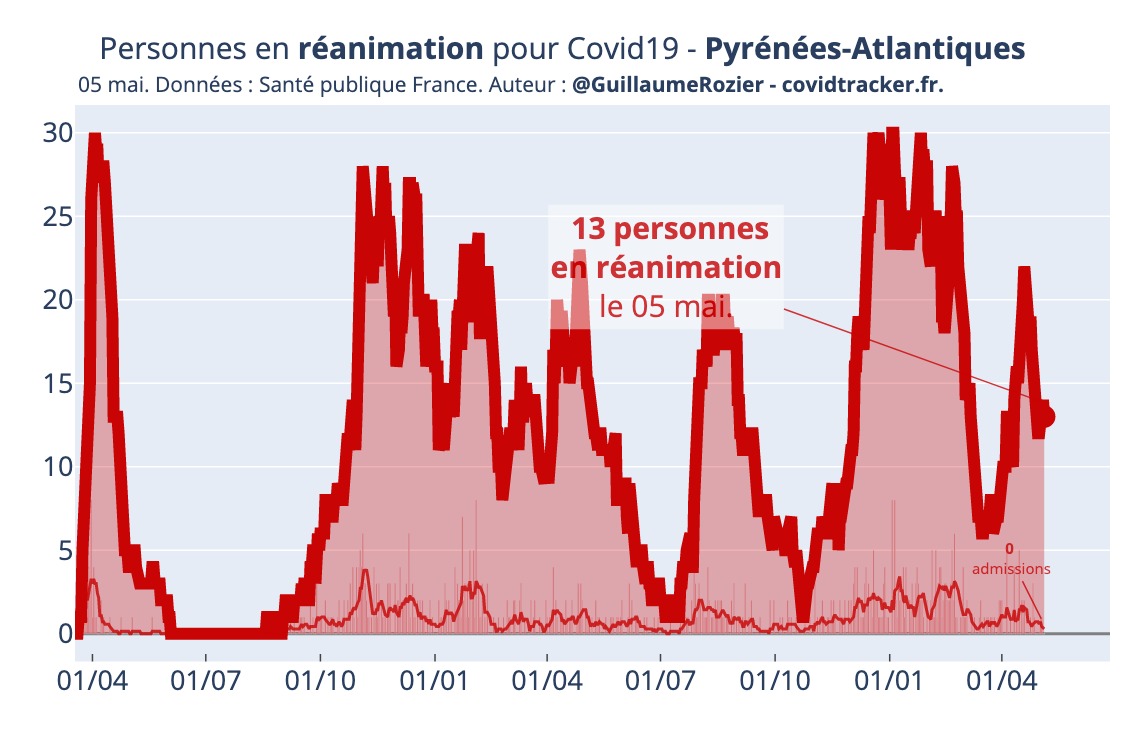 Personnes en réanimation pour Covid19 - Pyrénées-Atlantiques
05 mai. Données : Santé publique France. Auteur : @GuillaumeRozier - covidtracker.fr.
30
25
20
15
10
5
0
13 personnes
en réanimation
le 05 mai.
0
admissions
01/04
01/07
01/10
01/01
01/04
01/07
01/10
01/01
01/04